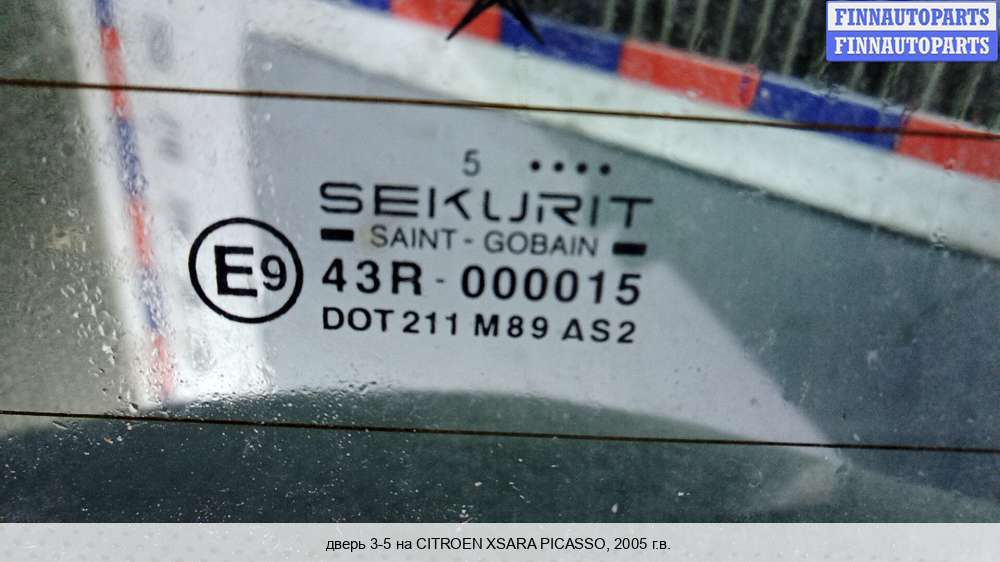 FINNAUTOPARTS
FINNAUTOPARTS
5 ••••
SEKURIT
SAINT - GOBAIN
E9
43R - 000015
DOT 211 M89 AS2
дверь 3-5 на CITROEN XSARA PICASSO, 2005 г.в.